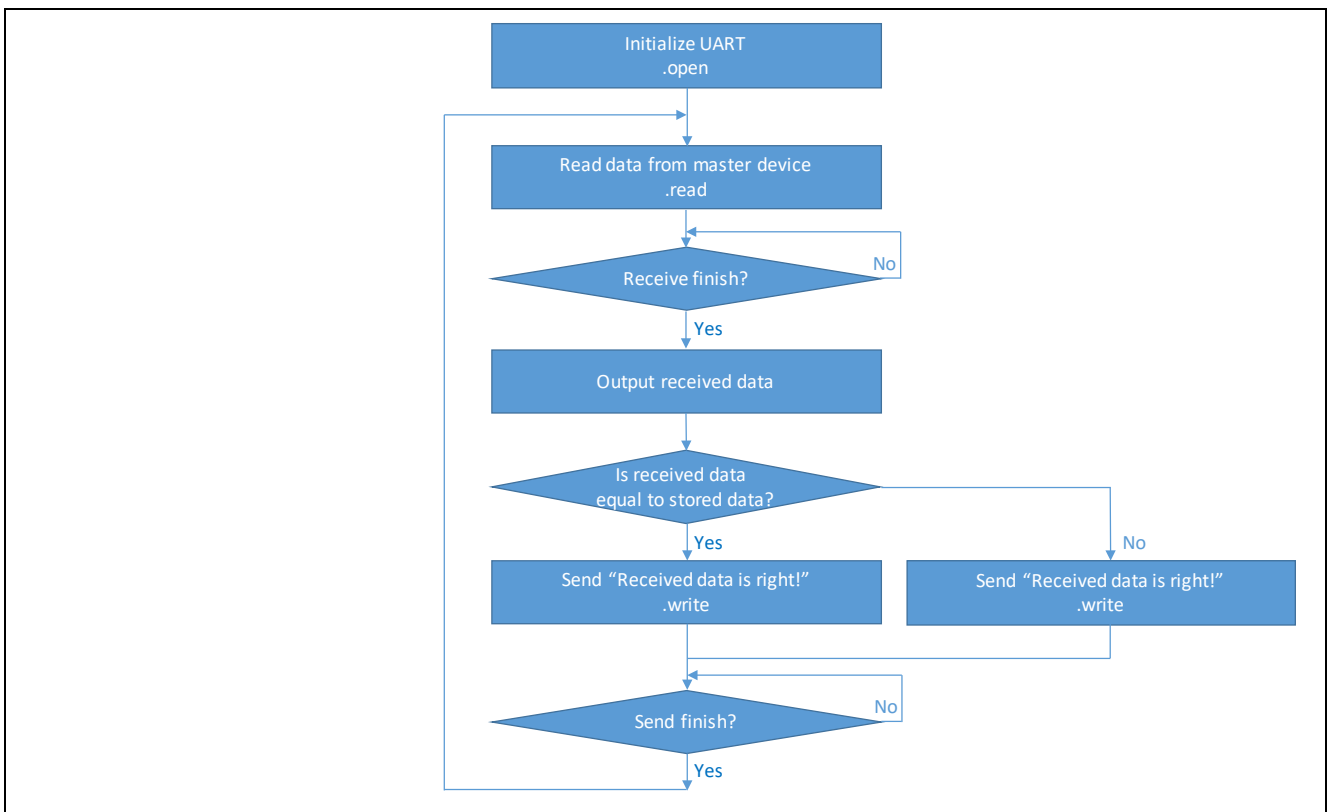 Initialize UART
.open
Read data from master device
.read
No
Receive finish?
Yes
Output received data
Is received data
equal to stored data?
Yes
No
Send “Received data is right!”
.write
Send “Received data is right!”
.write
No
Send finish?
Yes